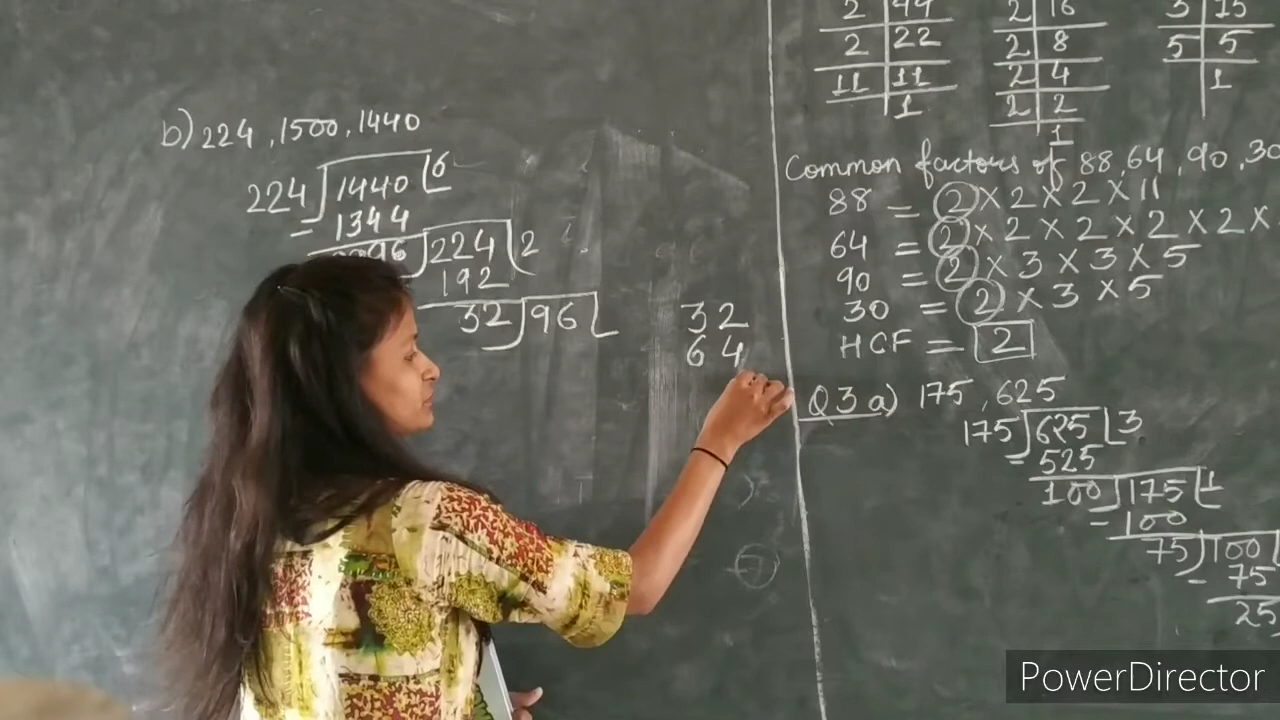 b) 224, 1500, 1440
224 1440 6
- 1344
96 224 2
192
32 96
32
64
2 44
2 22
11 11
1
2 16
2 8
2 4
2 2
1
3 15
5 5
1
Common factors of 88, 64, 90, 30
88 = 2 × 2 × 2 × 11
64 = 2 × 2 × 2 × 2 × 2 ×
90 = 2 × 3 × 3 × 5
30 = 2 × 3 × 5
HCF = 2
Q3 a) 175, 625
175 625 3
- 525
100 175 1
- 100
75 100
- 75
25
PowerDirector